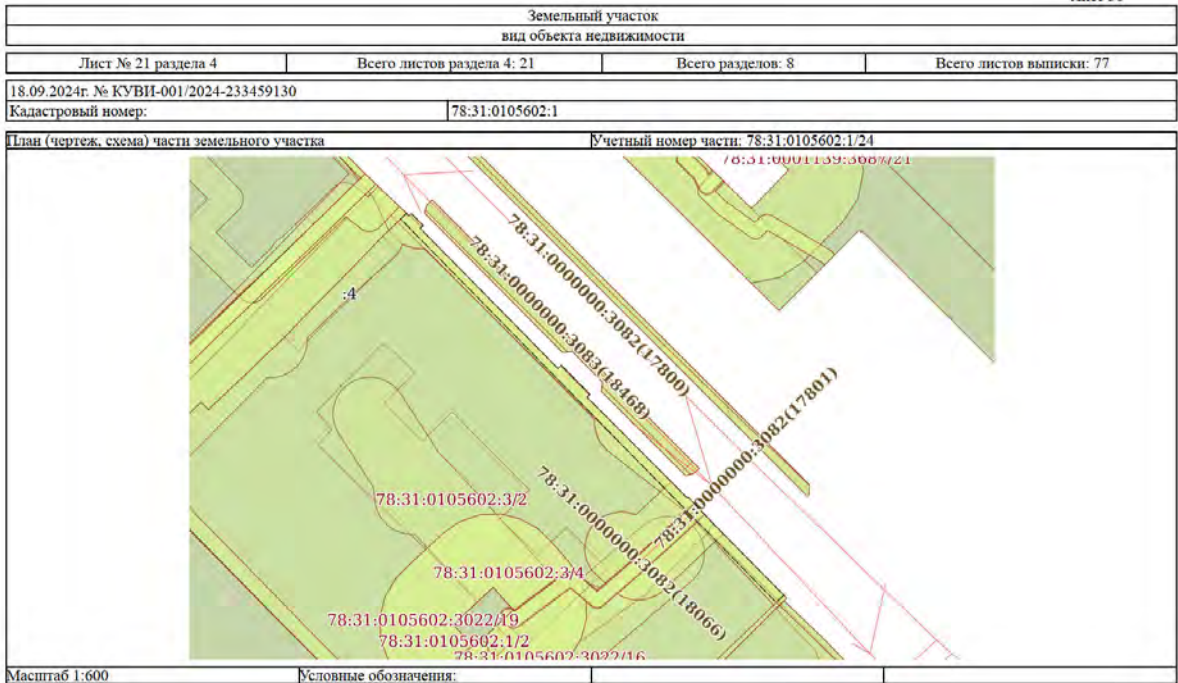 Земельный участок
вид объекта недвижимости
Лист № 21 раздела 4 Всего листов раздела 4: 21 Всего разделов: 8 Всего листов выписки: 77
18.09.2024г. № КУВИ-001/2024-233459130
Кадастровый номер: 78:31:0105602:1
План (чертеж, схема) части земельного участка Учетный номер части: 78:31:0105602:1/24
78:31:0001139:3687/21
78:31:0000000:3082(17800)
78:31:0000000:3083(18468)
:4
78:31:0000000:3082(17801)
78:31:0105602:3/2
78:31:0000000:3082(18066)
78:31:0105602:3/4
78:31:0105602:3022/19
78:31:0105602:1/2
78:31:0105602:3022/16
Масштаб 1:600 Условные обозначения: